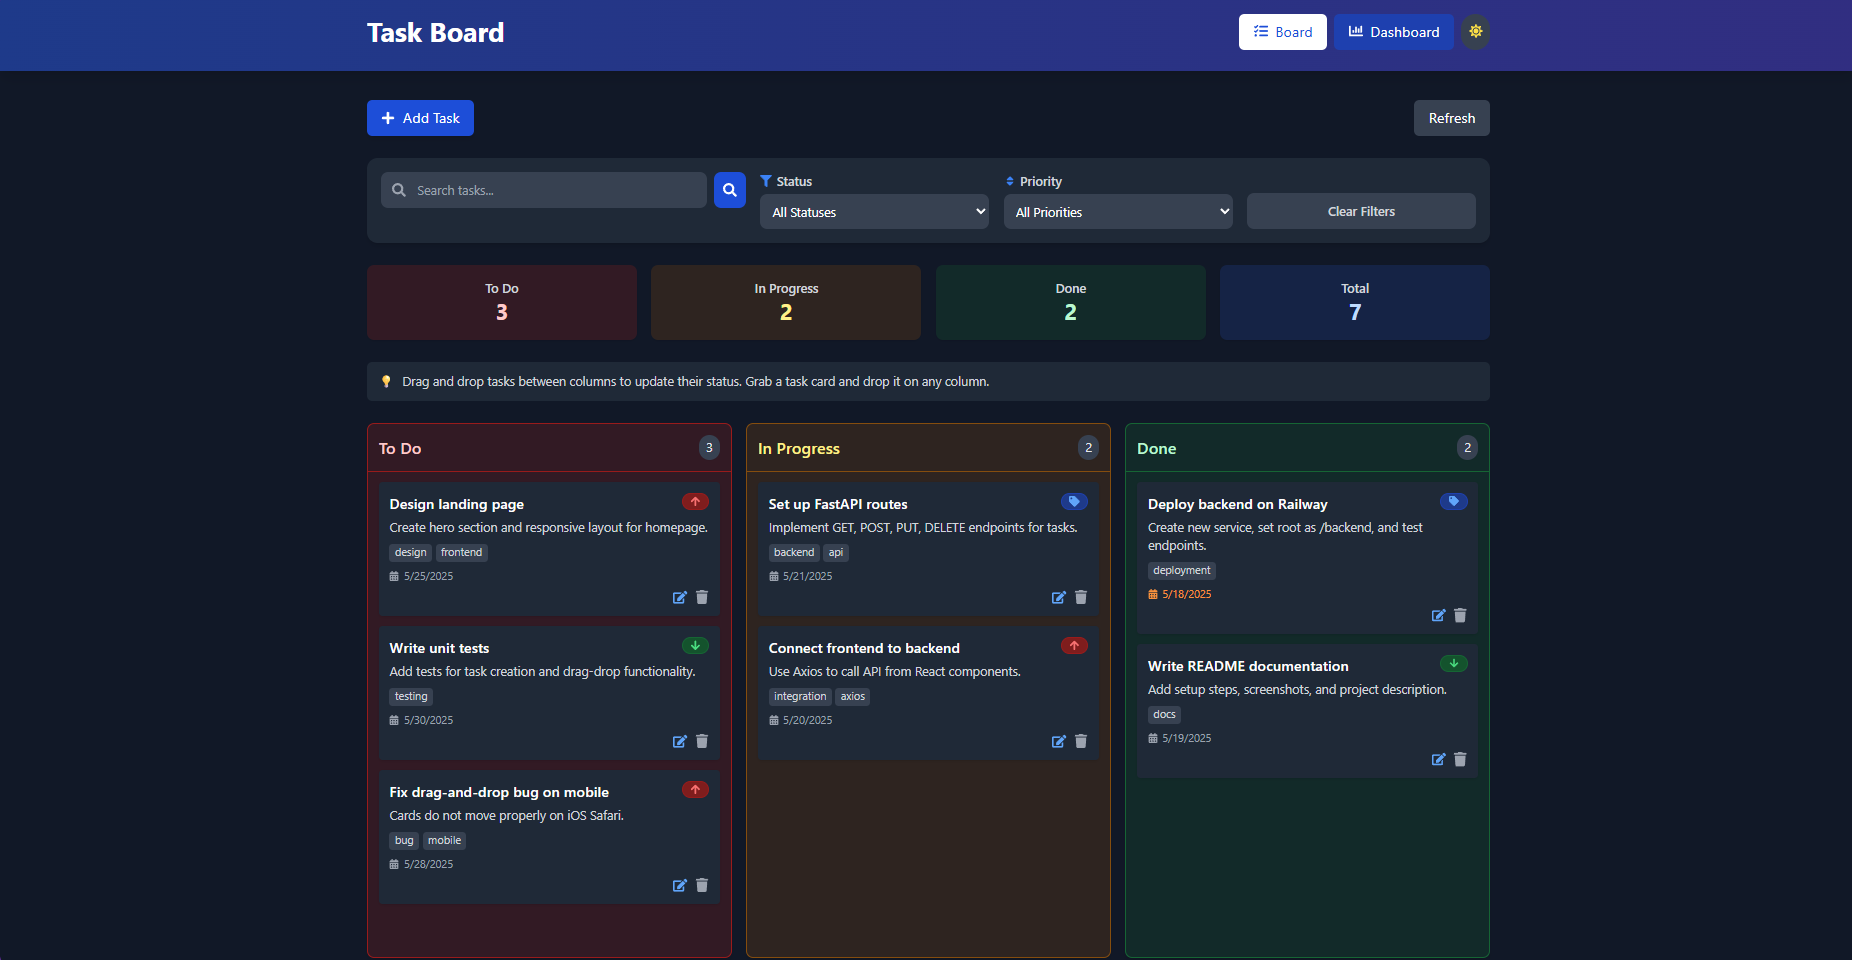 Task Board
Board
Dashboard
Add Task
Refresh
Search tasks...
Status
All Statuses
Priority
All Priorities
Clear Filters
To Do
3
In Progress
2
Done
2
Total
7
Drag and drop tasks between columns to update their status. Grab a task card and drop it on any column.
To Do
3
Design landing page
Create hero section and responsive layout for homepage.
design frontend
5/25/2025
Write unit tests
Add tests for task creation and drag-drop functionality.
testing
5/30/2025
Fix drag-and-drop bug on mobile
Cards do not move properly on iOS Safari.
bug mobile
5/28/2025
In Progress
2
Set up FastAPI routes
Implement GET, POST, PUT, DELETE endpoints for tasks.
backend api
5/21/2025
Connect frontend to backend
Use Axios to call API from React components.
integration axios
5/20/2025
Done
2
Deploy backend on Railway
Create new service, set root as /backend, and test
endpoints.
deployment
5/18/2025
Write README documentation
Add setup steps, screenshots, and project description.
docs
5/19/2025